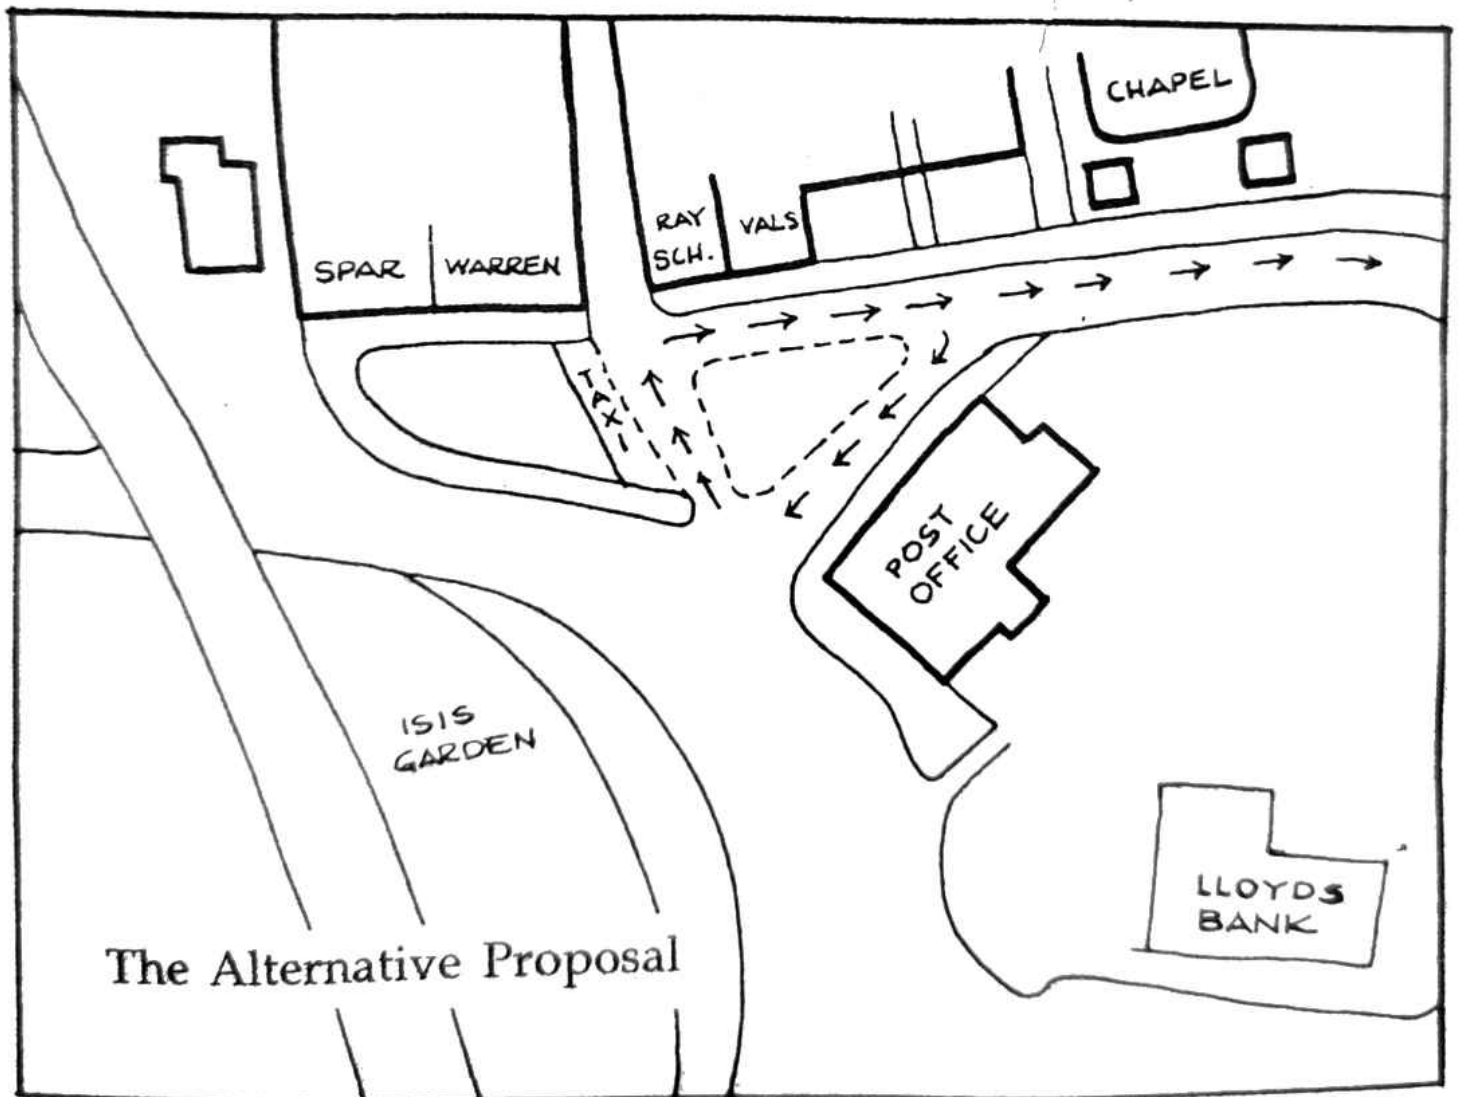 CHAPEL
RAY
SCH.
VALS
SPAR
WARREN
TAXI
POST
OFFICE
ISIS
GARDEN
LLOYDS
BANK
The Alternative Proposal